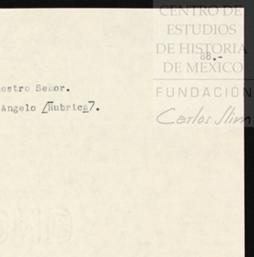 CENTRO DE
ESTUDIOS
DE HISTORIA
88.-
DE MÉXICO
FUNDACIÓN
Carlos Slim
estro Señor.
Angelo [Rubrica].